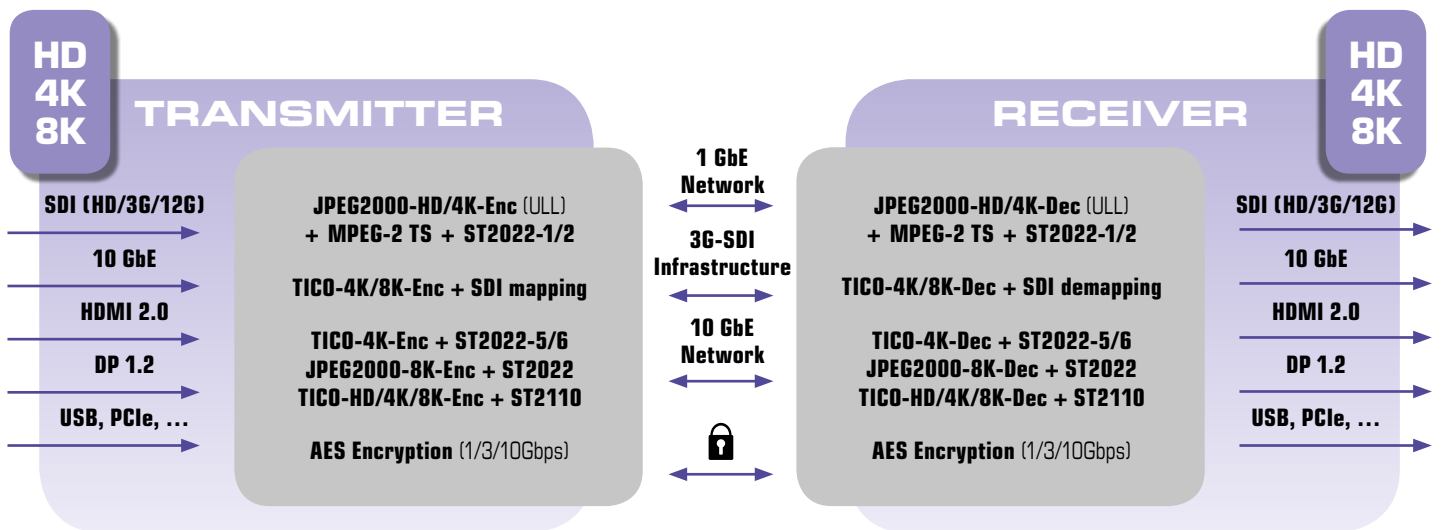 HD
4K
8K
TRANSMITTER
SDI (HD/3G/12G)
10 GbE
HDMI 2.0
DP 1.2
USB, PCIe, ...
JPEG2000-HD/4K-Enc (ULL)
+ MPEG-2 TS + ST2022-1/2
TICO-4K/8K-Enc + SDI mapping
TICO-4K-Enc + ST2022-5/6
JPEG2000-8K-Enc + ST2022
TICO-HD/4K/8K-Enc + ST2110
AES Encryption (1/3/10Gbps)
1 GbE
Network
3G-SDI
Infrastructure
10 GbE
Network
HD
4K
8K
RECEIVER
JPEG2000-HD/4K-Dec (ULL)
+ MPEG-2 TS + ST2022-1/2
TICO-4K/8K-Dec + SDI demapping
TICO-4K-Dec + ST2022-5/6
JPEG2000-8K-Dec + ST2022
TICO-HD/4K/8K-Dec + ST2110
AES Encryption (1/3/10Gbps)
SDI (HD/3G/12G)
10 GbE
HDMI 2.0
DP 1.2
USB, PCIe, ...